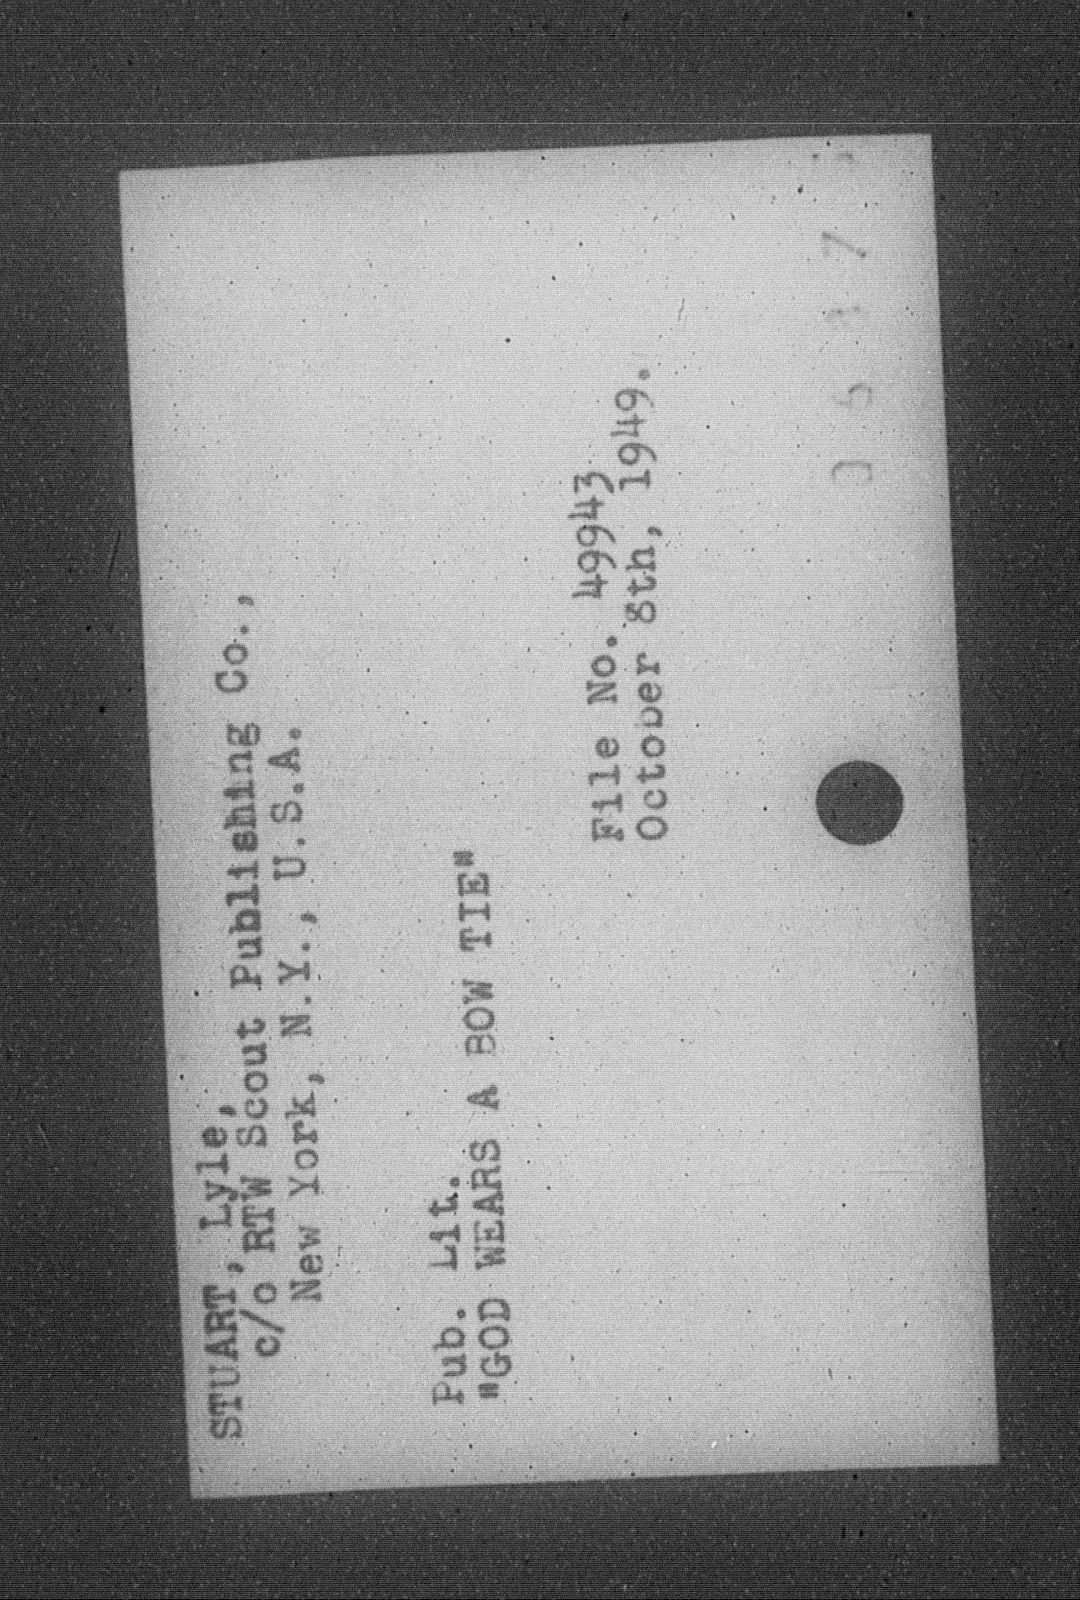 STUART, Lyle,
c/o RTW Scout Publishing Co.,
New York, N.Y., U.S.A.
Pub. Lit.
"GOD WEARS A BOW TIE"
File No. 49943
October 8th, 1949.